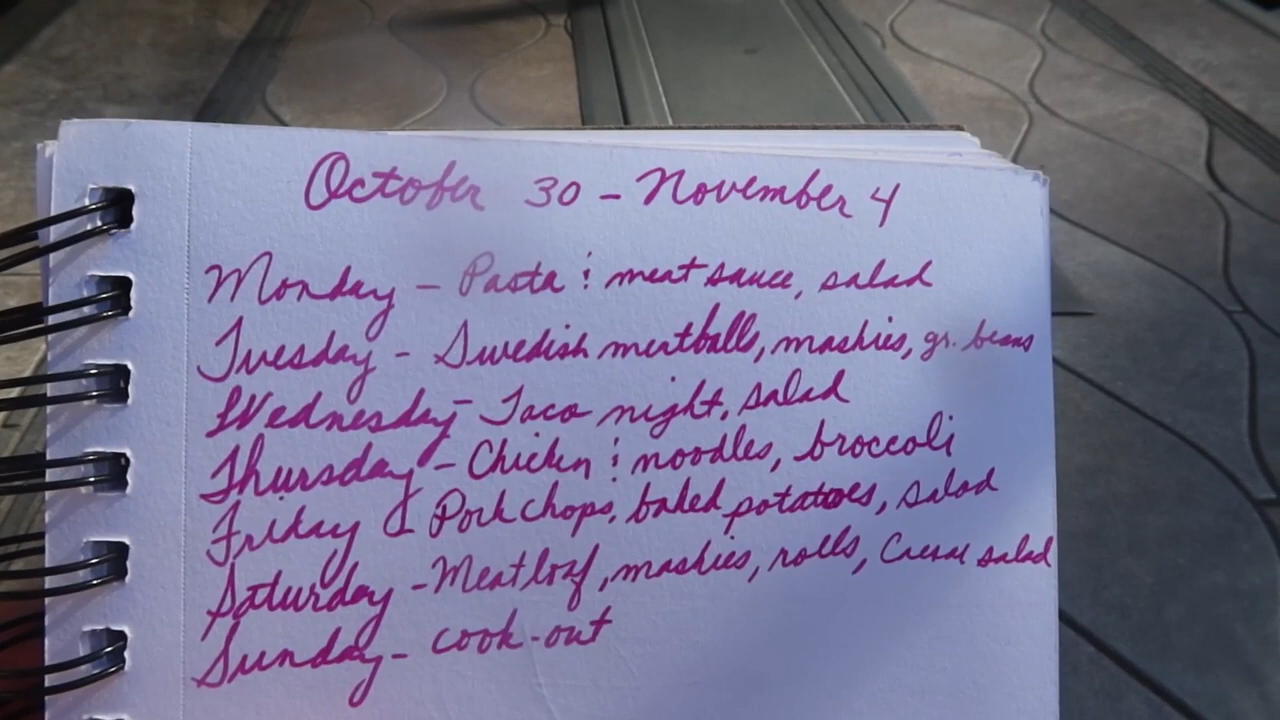 October 30 - November 4
Monday - Pasta & meat sauce, salad
Tuesday - Swedish meatballs, mashies, gr. beans
Wednesday - Taco night, salad
Thursday - Chicken & noodles, broccoli
Friday - Pork chops, baked potatoes, salad
Saturday - Meatloaf, mashies, rolls, Caesar salad
Sunday - cook-out